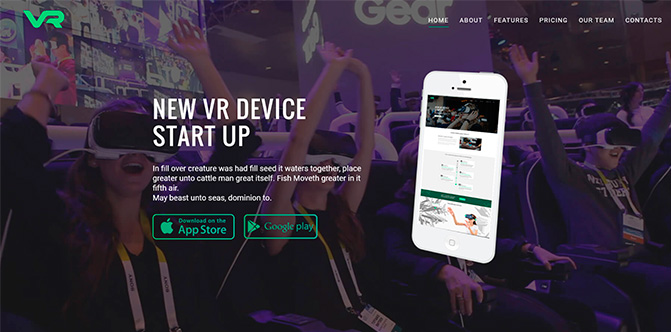 Gear
VR
HOME ABOUT FEATURES PRICING OUR TEAM CONTACTS
NEW VR DEVICE
START UP
In fill over creature was had fill seed it waters together, place
greater unto cattle man great itself. Fish Moveth greater in it
fifth air.
May beast unto seas, dominion to.
Download on the
App Store
Google play